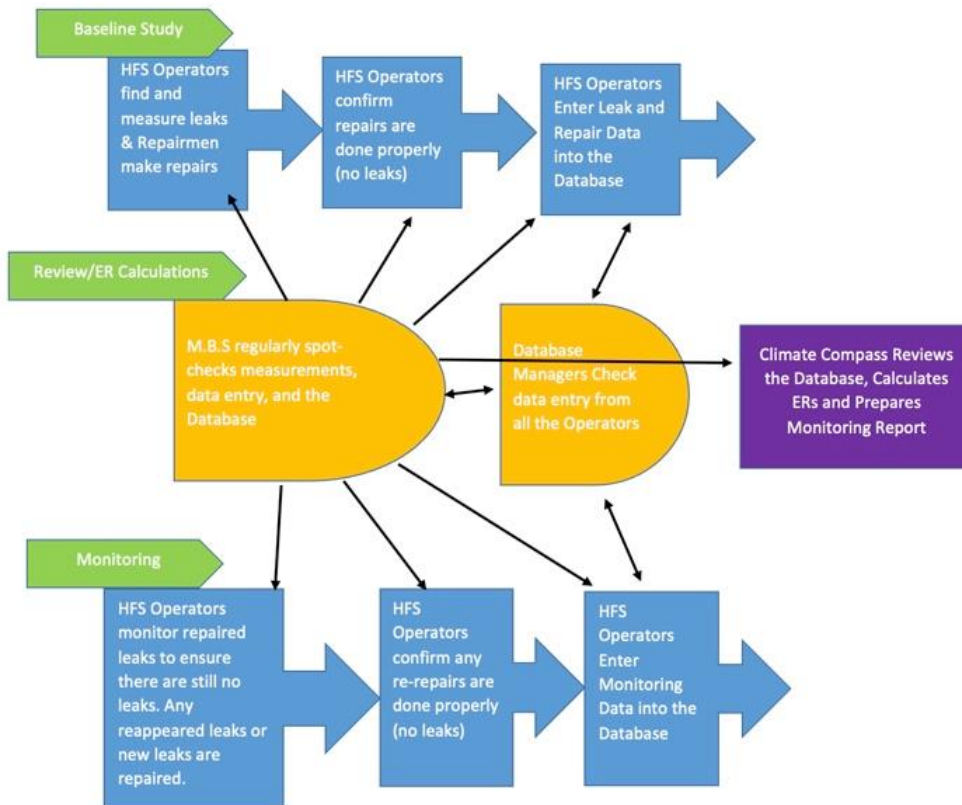 Baseline Study
HFS Operators
find and
measure leaks
& Repairmen
make repairs
HFS Operators
confirm
repairs are
done properly
(no leaks)
HFS Operators
Enter Leak and
Repair Data
into the
Database
Review/ER Calculations
M.B.S regularly spot-
checks measurements,
data entry, and the
Database
Database
Managers Check
data entry from
all the Operators
Climate Compass Reviews
the Database, Calculates
ERs and Prepares
Monitoring Report
Monitoring
HFS Operators
monitor repaired
leaks to ensure
there are still no
leaks. Any
reappeared leaks or
new leaks are
repaired.
HFS
Operators
confirm any
re-repairs are
done properly
(no leaks)
HFS
Operators
Enter
Monitoring
Data into the
Database